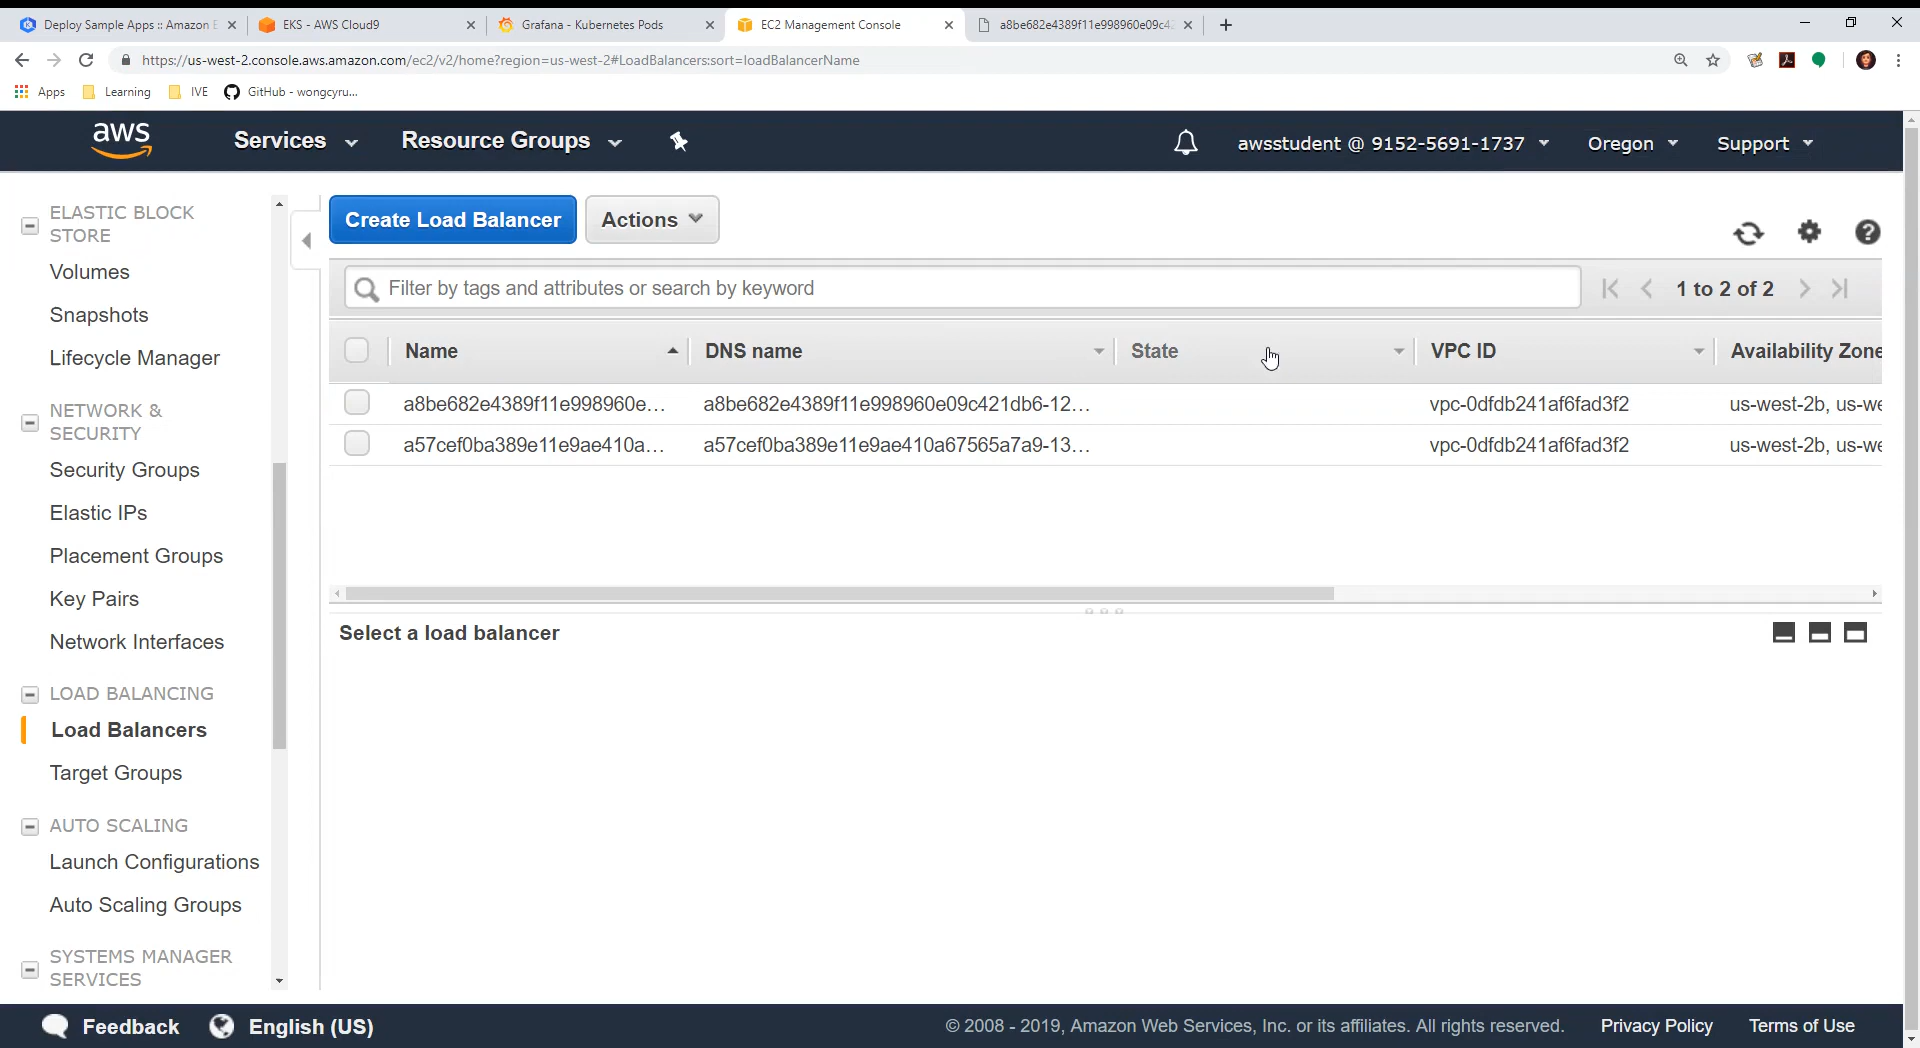 Deploy Sample Apps :: Amazon E
EKS - AWS Cloud9
Grafana - Kubernetes Pods
EC2 Management Console
a8be682e4389f11e998960e09c42
https://us-west-2.console.aws.amazon.com/ec2/v2/home?region=us-west-2#LoadBalancers:sort=loadBalancerName
Apps
Learning
IVE
GitHub - wongcyru...
aws
Services
Resource Groups
awsstudent @ 9152-5691-1737
Oregon
Support
ELASTIC BLOCK
STORE
Volumes
Snapshots
Lifecycle Manager
NETWORK &
SECURITY
Security Groups
Elastic IPs
Placement Groups
Key Pairs
Network Interfaces
LOAD BALANCING
Load Balancers
Target Groups
AUTO SCALING
Launch Configurations
Auto Scaling Groups
SYSTEMS MANAGER
SERVICES
Create Load Balancer
Actions
Filter by tags and attributes or search by keyword
1 to 2 of 2
Name DNS name State VPC ID Availability Zone
a8be682e4389f11e998960e... a8be682e4389f11e998960e09c421db6-12... vpc-0dfdb241af6fad3f2 us-west-2b, us-we
a57cef0ba389e11e9ae410a... a57cef0ba389e11e9ae410a67565a7a9-13... vpc-0dfdb241af6fad3f2 us-west-2b, us-we
Select a load balancer
Feedback
English (US)
© 2008 - 2019, Amazon Web Services, Inc. or its affiliates. All rights reserved.
Privacy Policy
Terms of Use